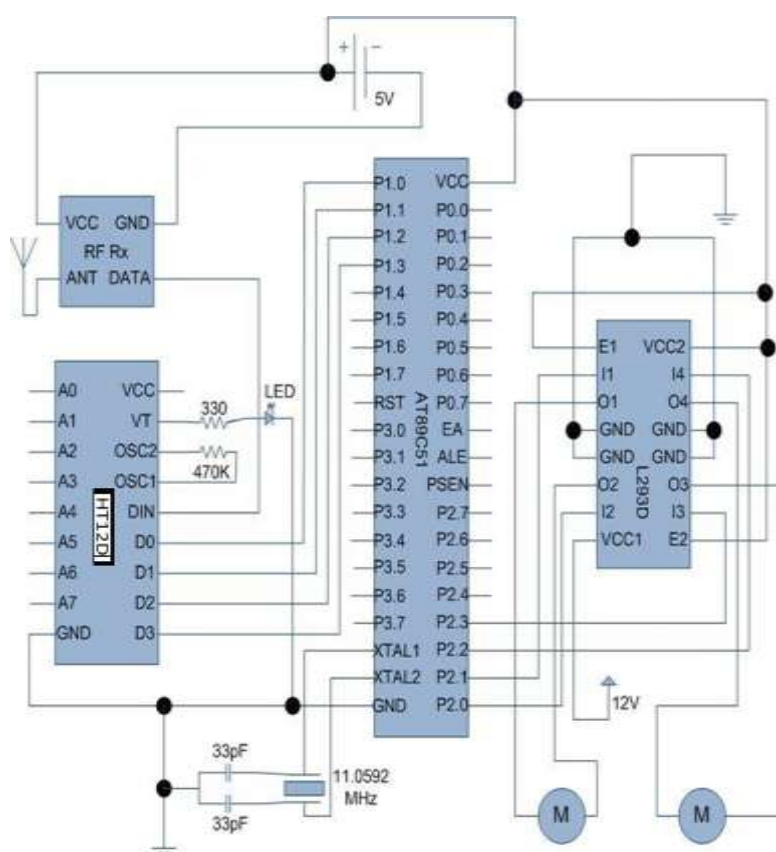 + −
5V
VCC GND
RF Rx
ANT DATA
A0 VCC
A1 VT
A2 OSC2
A3 OSC1
A4 DIN
A5 D0
A6 D1
A7 D2
GND D3
HT12D
330
LED
470K
P1.0 VCC
P1.1 P0.0
P1.2 P0.1
P1.3 P0.2
P1.4 P0.3
P1.5 P0.4
P1.6 P0.5
P1.7 P0.6
RST P0.7
P3.0 EA
P3.1 ALE
P3.2 PSEN
P3.3 P2.7
P3.4 P2.6
P3.5 P2.5
P3.6 P2.4
P3.7 P2.3
XTAL1 P2.2
XTAL2 P2.1
GND P2.0
AT89C51
E1 VCC2
I1 I4
O1 O4
GND GND
GND GND
O2 O3
I2 I3
VCC1 E2
L293D
12V
33pF
11.0592
MHz
33pF
M
M